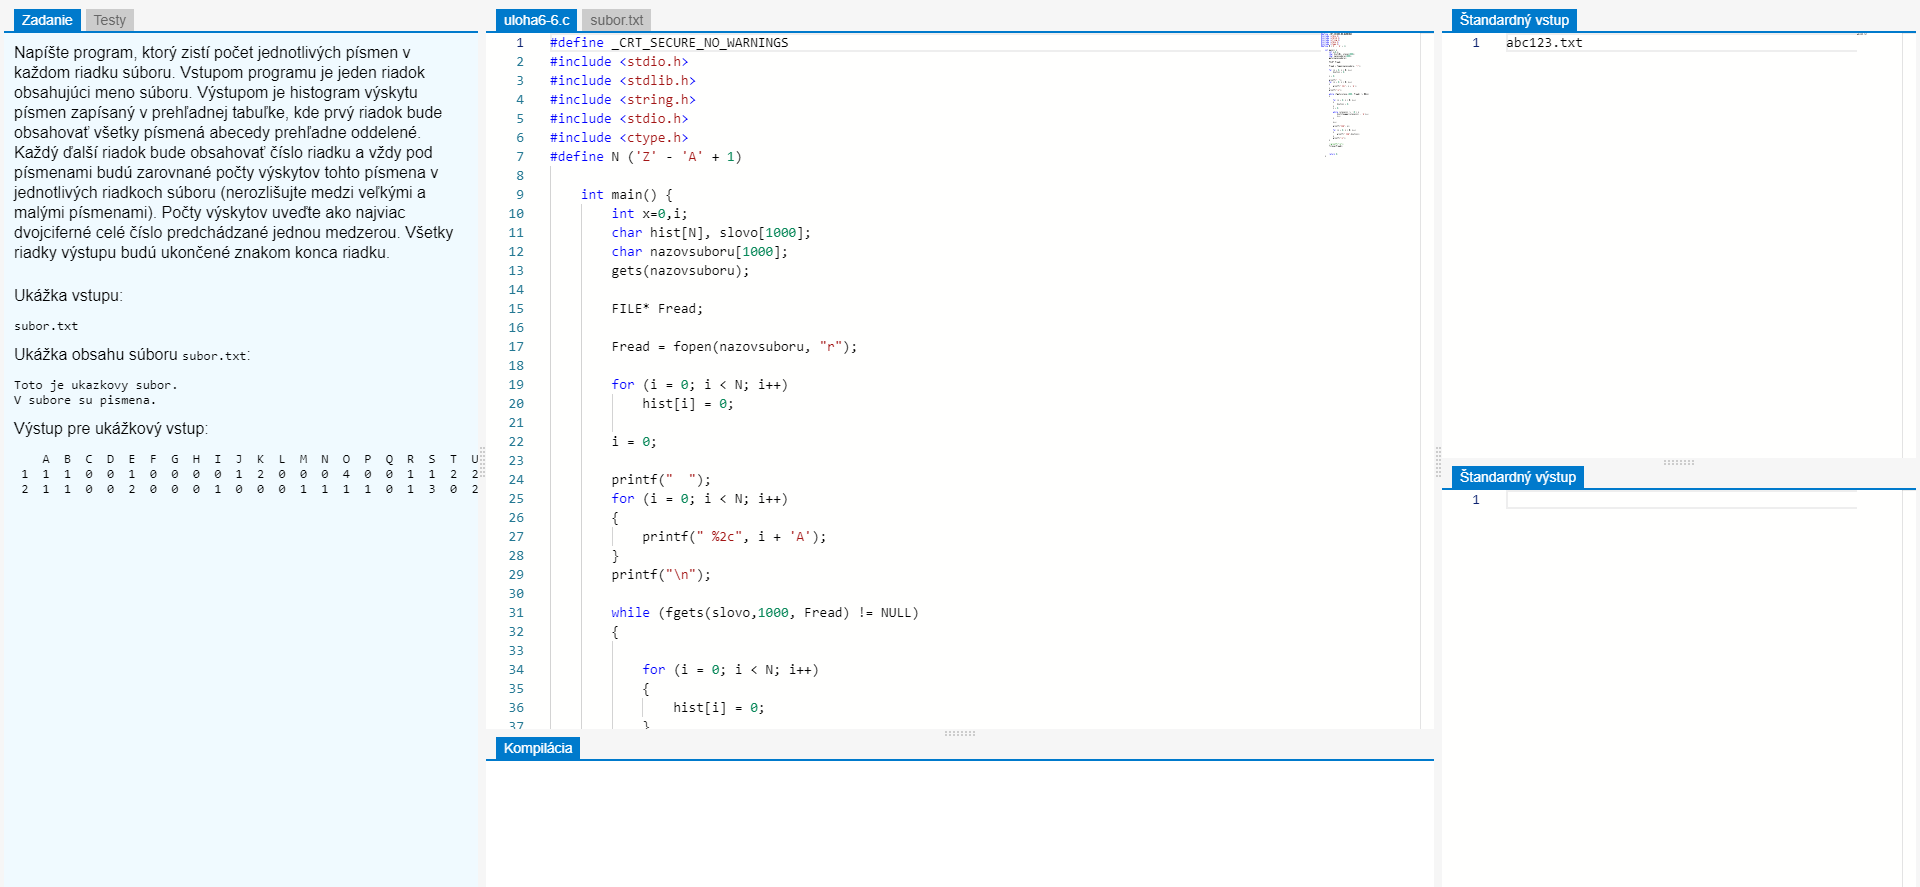 Zadanie
Testy
Napíšte program, ktorý zistí počet jednotlivých písmen v
každom riadku súboru. Vstupom programu je jeden riadok
obsahujúci meno súboru. Výstupom je histogram výskytu
písmen zapísaný v prehľadnej tabuľke, kde prvý riadok bude
obsahovať všetky písmená abecedy prehľadne oddelené.
Každý ďalší riadok bude obsahovať číslo riadku a vždy pod
písmenami budú zarovnané počty výskytov tohto písmena v
jednotlivých riadkoch súboru (nerozlišujte medzi veľkými a
malými písmenami). Počty výskytov uveďte ako najviac
dvojciferné celé číslo predchádzané jednou medzerou. Všetky
riadky výstupu budú ukončené znakom konca riadku.
Ukážka vstupu:
subor.txt
Ukážka obsahu súboru subor.txt:
Toto je ukazkovy subor.
V subore su pismena.
Výstup pre ukážkový vstup:
A B C D E F G H I J K L M N O P Q R S T U
1 1 1 0 0 1 0 0 0 0 1 2 0 0 0 4 0 0 1 1 2 2
2 1 1 0 0 2 0 0 0 1 0 0 0 1 1 1 1 0 1 3 0 2
uloha6-6.c
subor.txt
1 #define _CRT_SECURE_NO_WARNINGS
2 #include <stdio.h>
3 #include <stdlib.h>
4 #include <string.h>
5 #include <stdio.h>
6 #include <ctype.h>
7 #define N ('Z' - 'A' + 1)
8
9 int main() {
10 int x=0,i;
11 char hist[N], slovo[1000];
12 char nazovsuboru[1000];
13 gets(nazovsuboru);
14
15 FILE* Fread;
16
17 Fread = fopen(nazovsuboru, "r");
18
19 for (i = 0; i < N; i++)
20 hist[i] = 0;
21
22 i = 0;
23
24 printf("  ");
25 for (i = 0; i < N; i++)
26 {
27 printf(" %2c", i + 'A');
28 }
29 printf("\n");
30
31 while (fgets(slovo,1000, Fread) != NULL)
32 {
33
34 for (i = 0; i < N; i++)
35 {
36 hist[i] = 0;
37 }
Kompilácia
Štandardný vstup
1 abc123.txt
Štandardný výstup
1